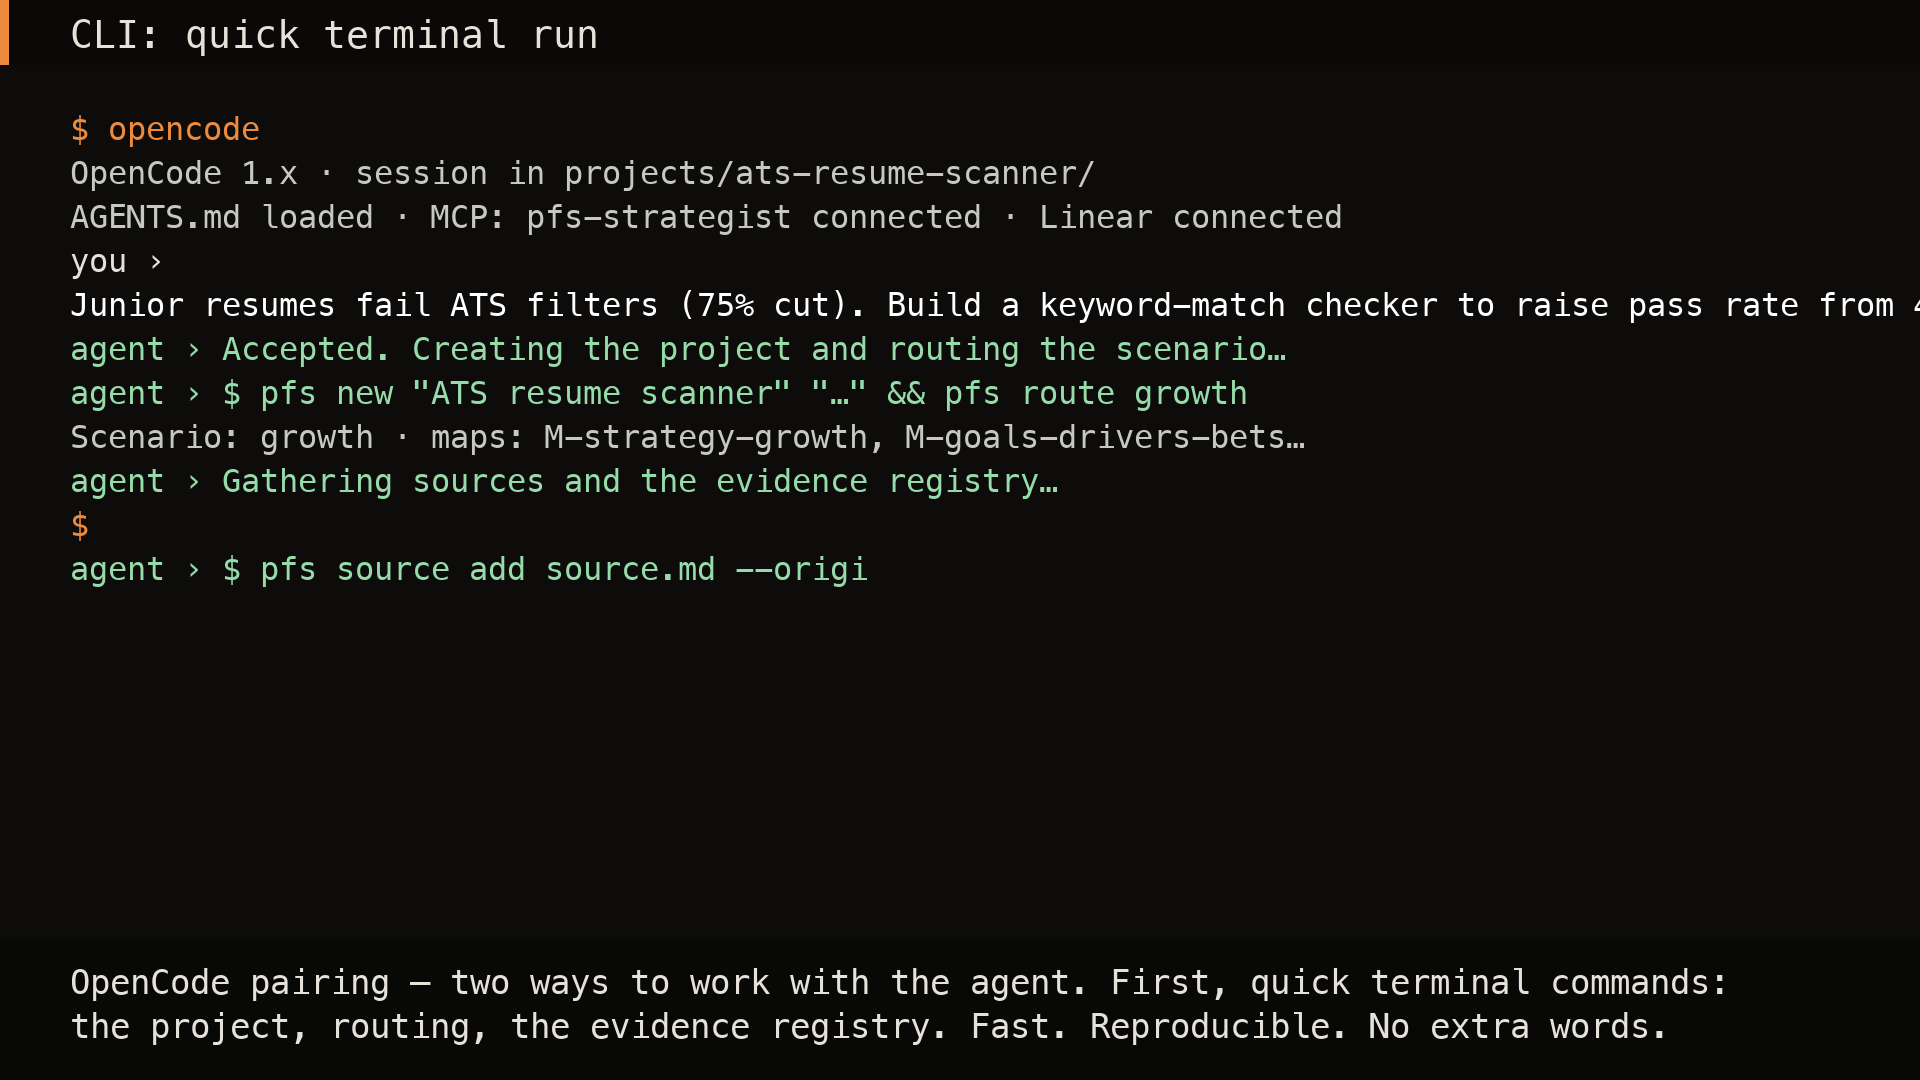 CLI: quick terminal run
$ opencode
OpenCode 1.x · session in projects/ats-resume-scanner/
AGENTS.md loaded · MCP: pfs-strategist connected · Linear connected
you ›
Junior resumes fail ATS filters (75% cut). Build a keyword-match checker to raise pass rate from
agent › Accepted. Creating the project and routing the scenario…
agent › $ pfs new "ATS resume scanner" "…" && pfs route growth
Scenario: growth · maps: M-strategy-growth, M-goals-drivers-bets…
agent › Gathering sources and the evidence registry…
$
agent › $ pfs source add source.md --origi
OpenCode pairing — two ways to work with the agent. First, quick terminal commands:
the project, routing, the evidence registry. Fast. Reproducible. No extra words.